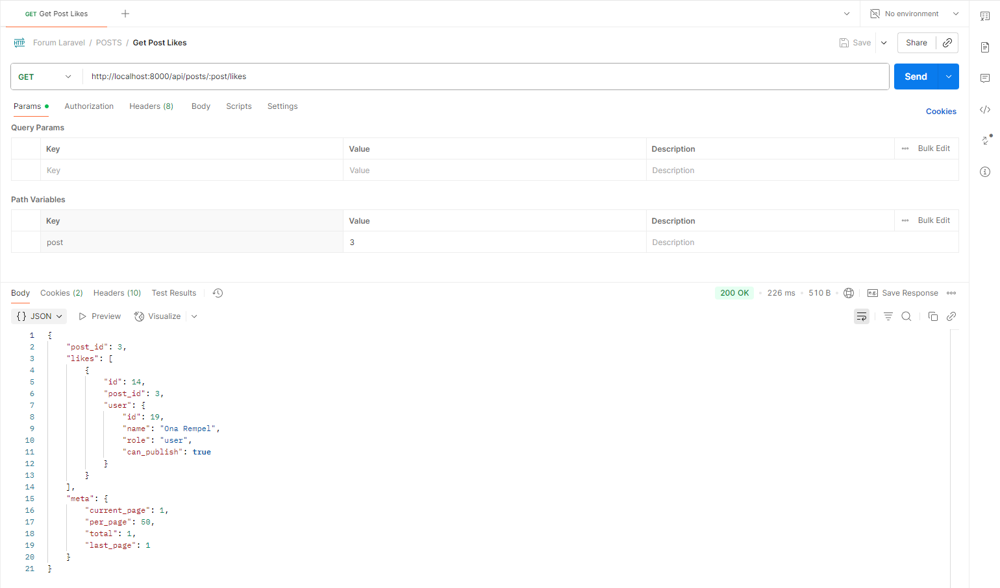 GET Get Post Likes
No environment
HTTP Forum Laravel / POSTS / Get Post Likes
Save
Share
GET
http://localhost:8000/api/posts/:post/likes
Send
Params
Authorization
Headers (8)
Body
Scripts
Settings
Cookies
Query Params
Key Value Description Bulk Edit
Key Value Description
Path Variables
Key Value Description Bulk Edit
post 3 Description
Body Cookies (2) Headers (10) Test Results
200 OK • 226 ms • 510 B • e.g. Save Response
{} JSON Preview Visualize
1 {
2 "post_id": 3,
3 "likes": [
4 {
5 "id": 14,
6 "post_id": 3,
7 "user": {
8 "id": 19,
9 "name": "Ona Rempel",
10 "role": "user",
11 "can_publish": true
12 }
13 }
14 ],
15 "meta": {
16 "current_page": 1,
17 "per_page": 50,
18 "total": 1,
19 "last_page": 1
20 }
21 }